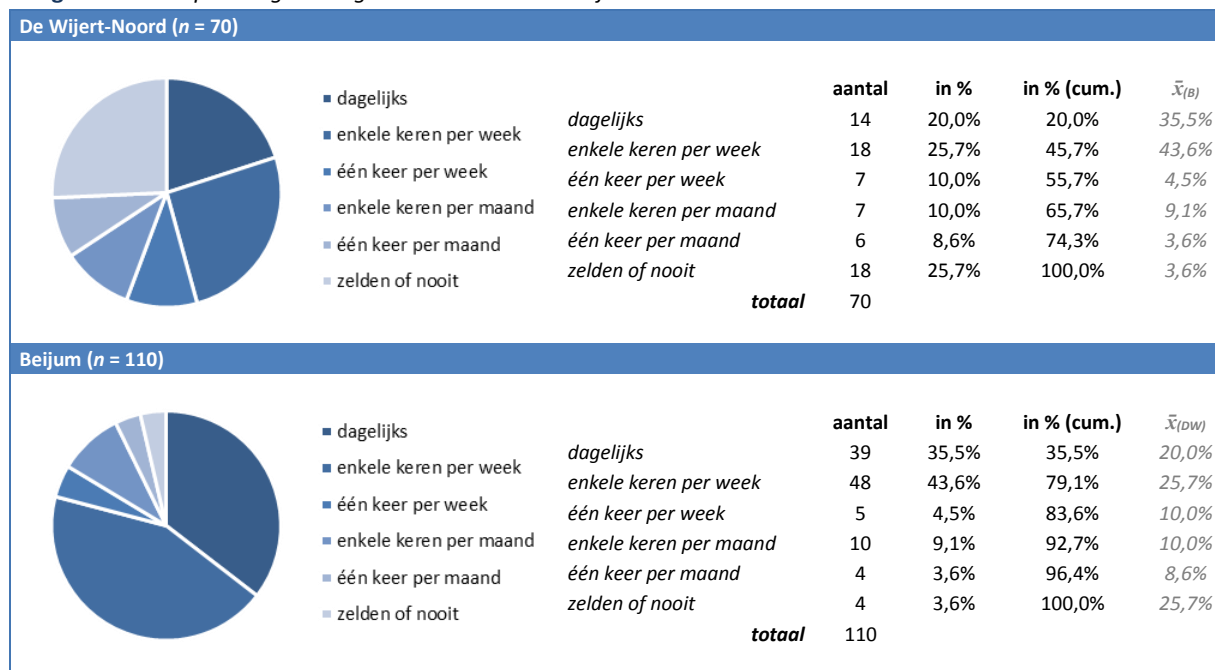 De Wijert-Noord (n = 70)
dagelijks
enkele keren per week
één keer per week
enkele keren per maand
één keer per maand
zelden of nooit
aantal in % in % (cum.) x̄(B)
dagelijks 14 20,0% 20,0% 35,5%
enkele keren per week 18 25,7% 45,7% 43,6%
één keer per week 7 10,0% 55,7% 4,5%
enkele keren per maand 7 10,0% 65,7% 9,1%
één keer per maand 6 8,6% 74,3% 3,6%
zelden of nooit 18 25,7% 100,0% 3,6%
totaal 70
Beijum (n = 110)
dagelijks
enkele keren per week
één keer per week
enkele keren per maand
één keer per maand
zelden of nooit
aantal in % in % (cum.) x̄(DW)
dagelijks 39 35,5% 35,5% 20,0%
enkele keren per week 48 43,6% 79,1% 25,7%
één keer per week 5 4,5% 83,6% 10,0%
enkele keren per maand 10 9,1% 92,7% 10,0%
één keer per maand 4 3,6% 96,4% 8,6%
zelden of nooit 4 3,6% 100,0% 25,7%
totaal 110